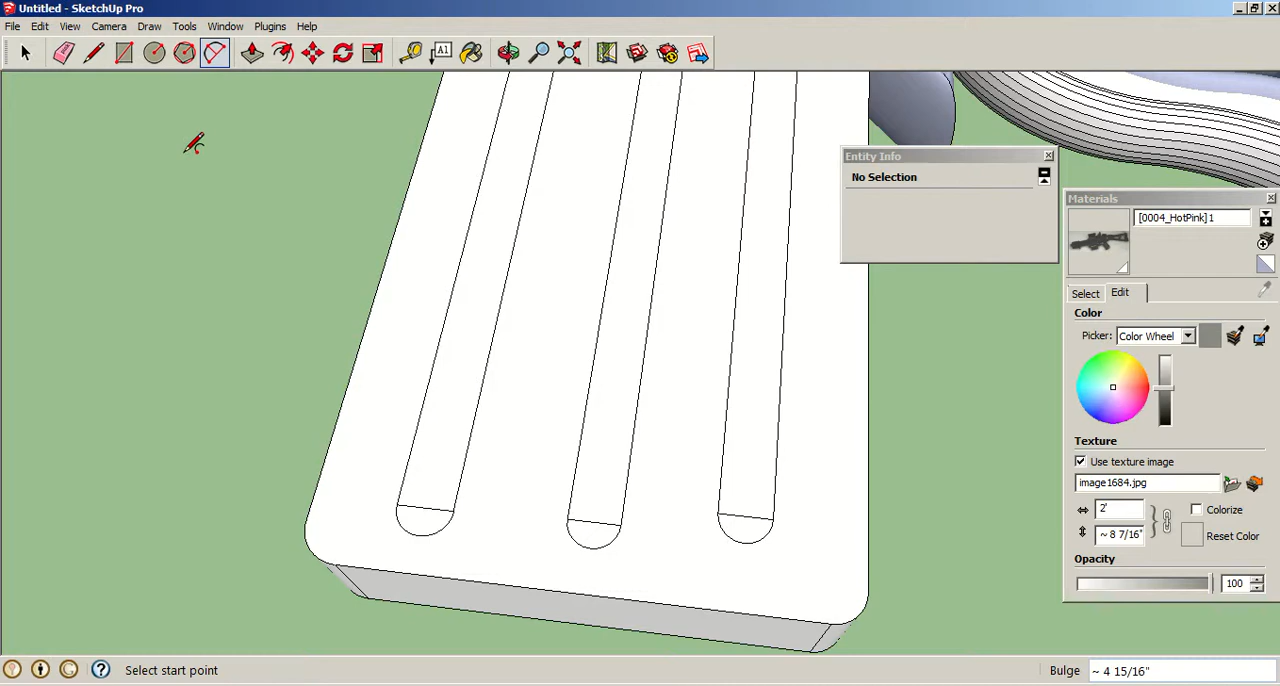 Untitled - SketchUp Pro
File Edit View Camera Draw Tools Window Plugins Help
A1
Entity Info
No Selection
Materials
[0004_HotPink]1
Select Edit
Color
Picker: Color Wheel
Texture
Use texture image
image1684.jpg
2' Colorize
~ 8 7/16" Reset Color
Opacity
100
Select start point Bulge ~ 4 15/16"